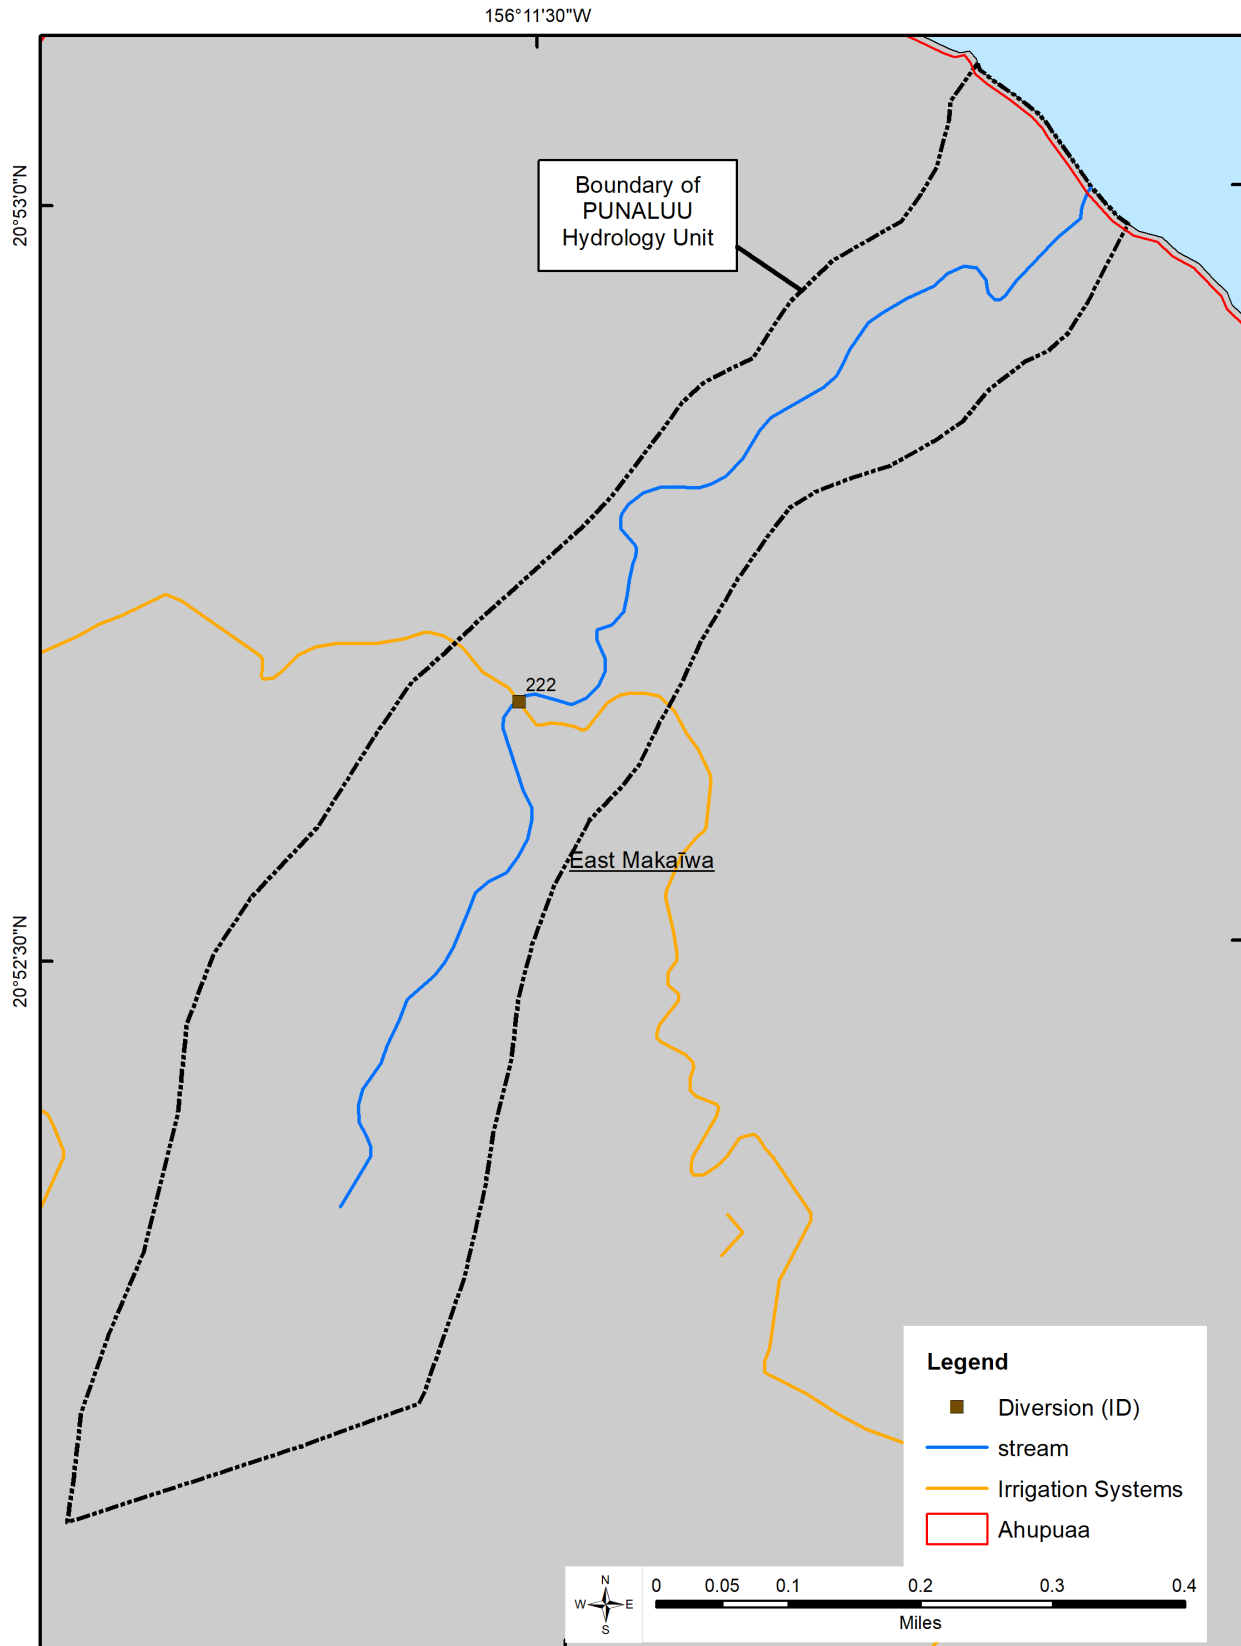 156°11'30"W
20°53'0"N
Boundary of
PUNALUU
Hydrology Unit
222
East Makaīwa
20°52'30"N
Legend
Diversion (ID)
stream
Irrigation Systems
Ahupuaa
N
W E
S
0 0.05 0.1 0.2 0.3 0.4
Miles